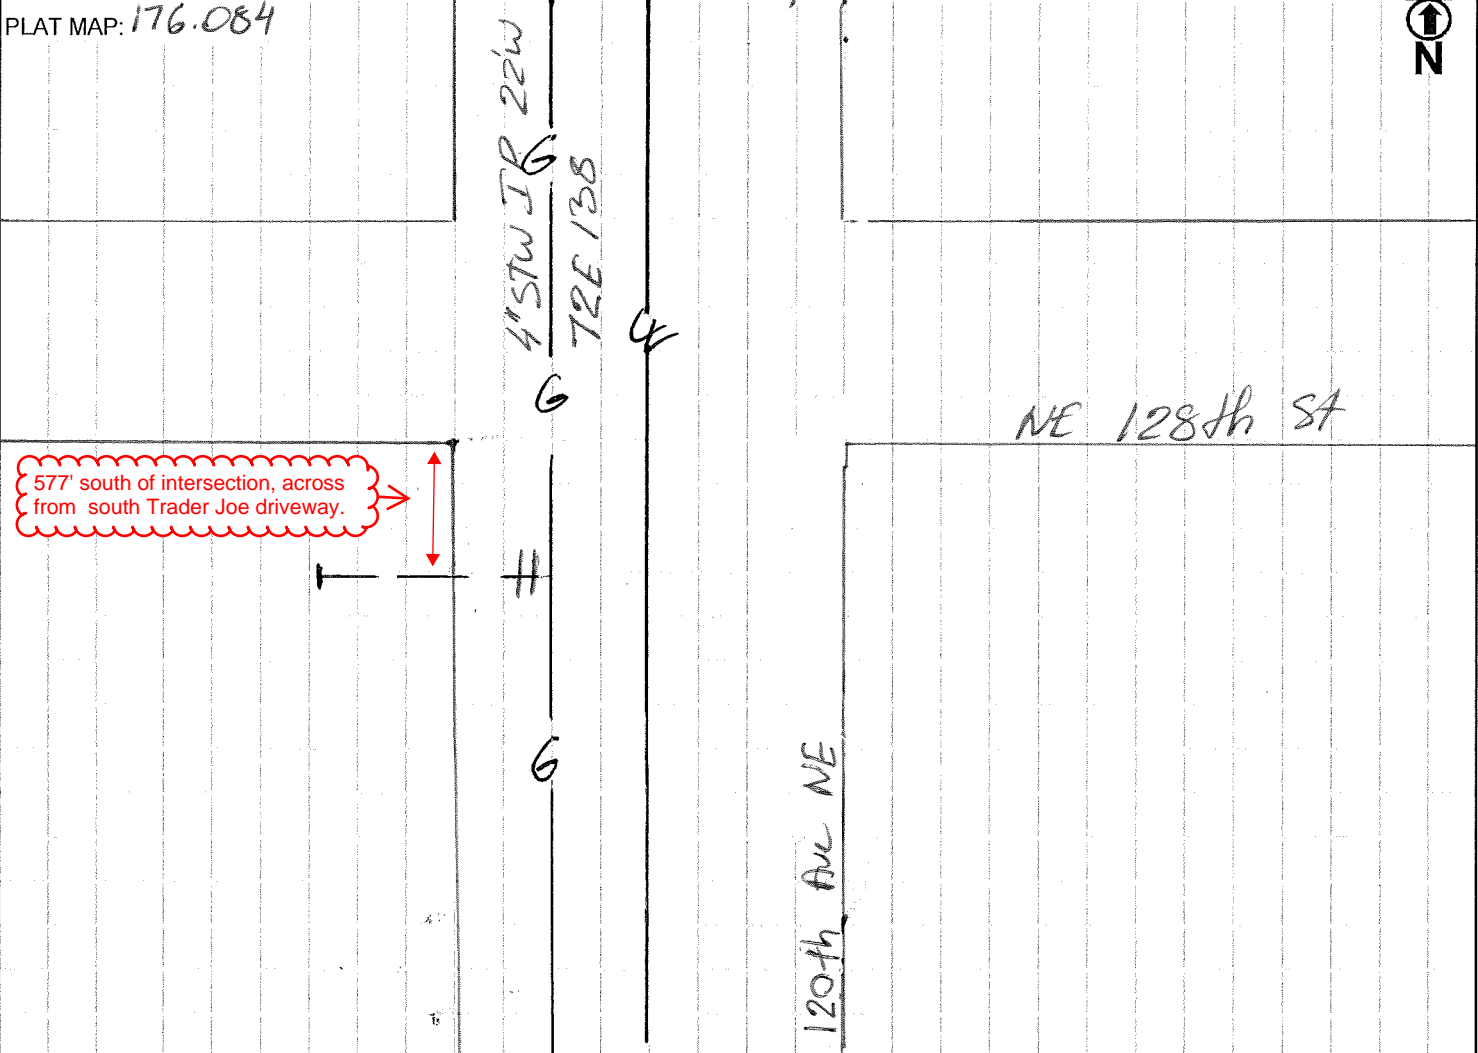 PLAT MAP: 176.084
N
4" STW IP 22'W
72E 138
G
G
G
NE 128th St
577' south of intersection, across
from south Trader Joe driveway.
120th Ave NE